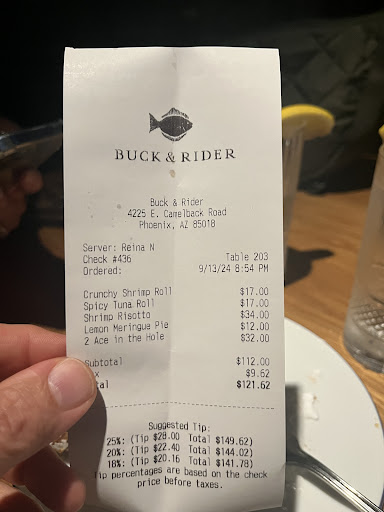 BUCK & RIDER
Buck & Rider
4225 E. Camelback Road
Phoenix, AZ 85018
Server: Reina N
Check #436 Table 203
Ordered: 9/13/24 8:54 PM
Crunchy Shrimp Roll $17.00
Spicy Tuna Roll $17.00
Shrimp Risotto $34.00
Lemon Meringue Pie $12.00
2 Ace in the Hole $32.00
Subtotal $112.00
x $9.62
tal $121.62
Suggested Tip:
25%: (Tip $28.00 Total $149.62)
20%: (Tip $22.40 Total $144.02)
18%: (Tip $20.16 Total $141.78)
Tip percentages are based on the check
price before taxes.